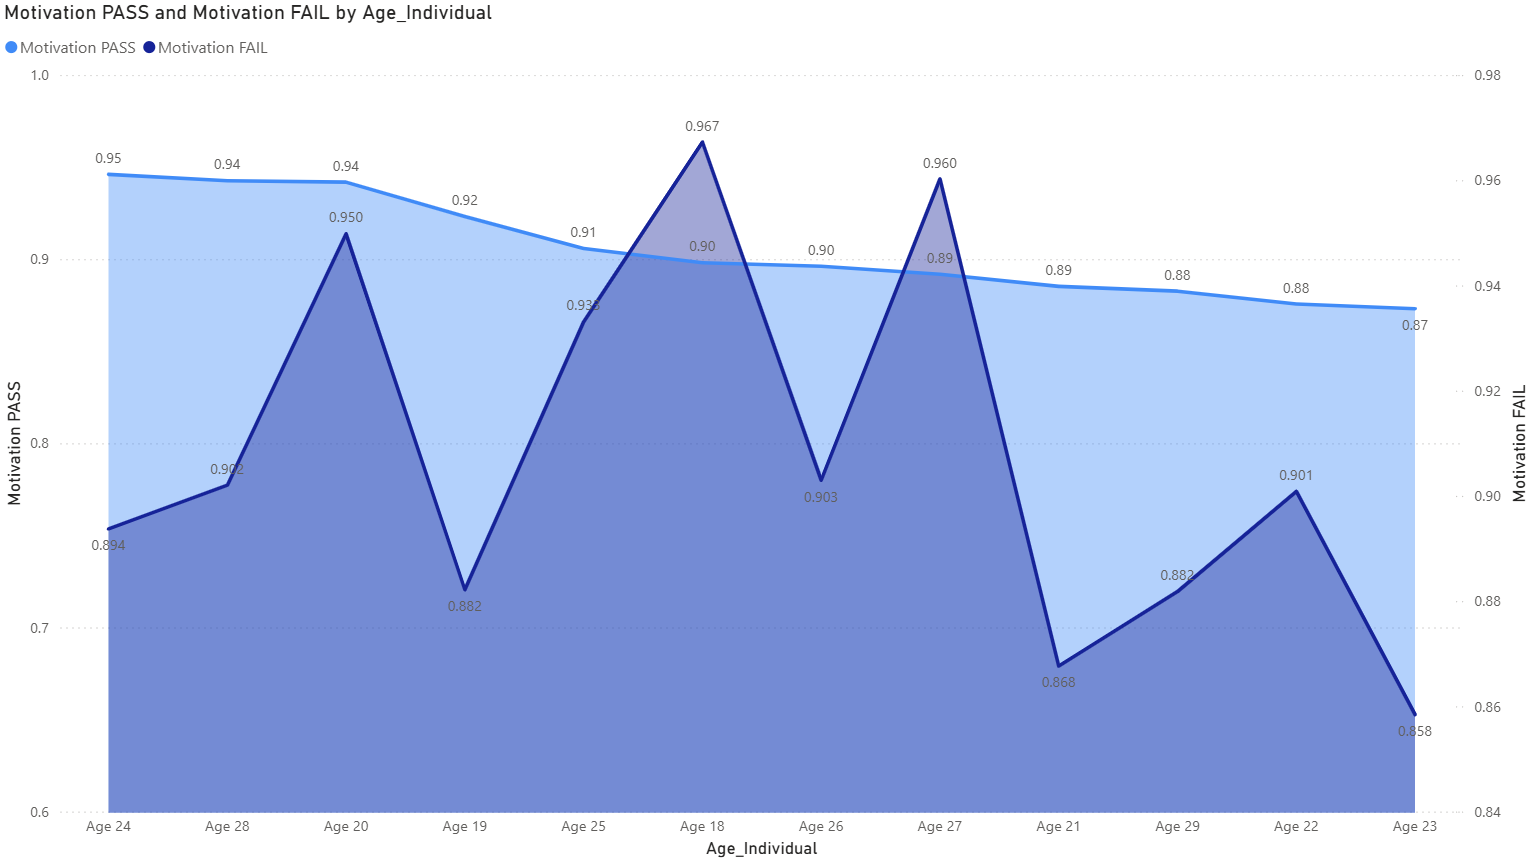 Motivation PASS and Motivation FAIL by Age_Individual
Motivation PASS Motivation FAIL
1.0
0.9
0.8
0.7
0.6
Motivation PASS
0.98
0.96
0.94
0.92
0.90
0.88
0.86
0.84
Motivation FAIL
0.95 0.94 0.94 0.92 0.91 0.90 0.90 0.89 0.89 0.88 0.88 0.87
0.894 0.902 0.950 0.882 0.933 0.967 0.903 0.960 0.868 0.882 0.901 0.858
Age 24 Age 28 Age 20 Age 19 Age 25 Age 18 Age 26 Age 27 Age 21 Age 29 Age 22 Age 23
Age_Individual